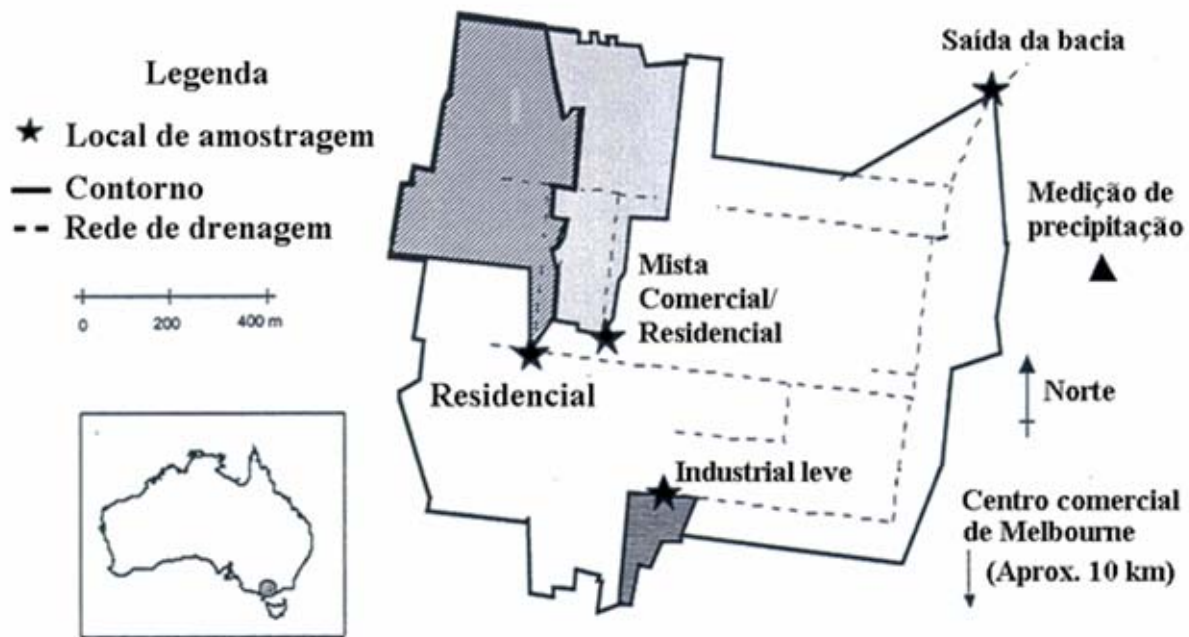 Legenda
Local de amostragem
Contorno
Rede de drenagem
0 200 400 m
Saída da bacia
Medição de
precipitação
Mista
Comercial/
Residencial
Residencial
Norte
Industrial leve
Centro comercial
de Melbourne
(Aprox. 10 km)